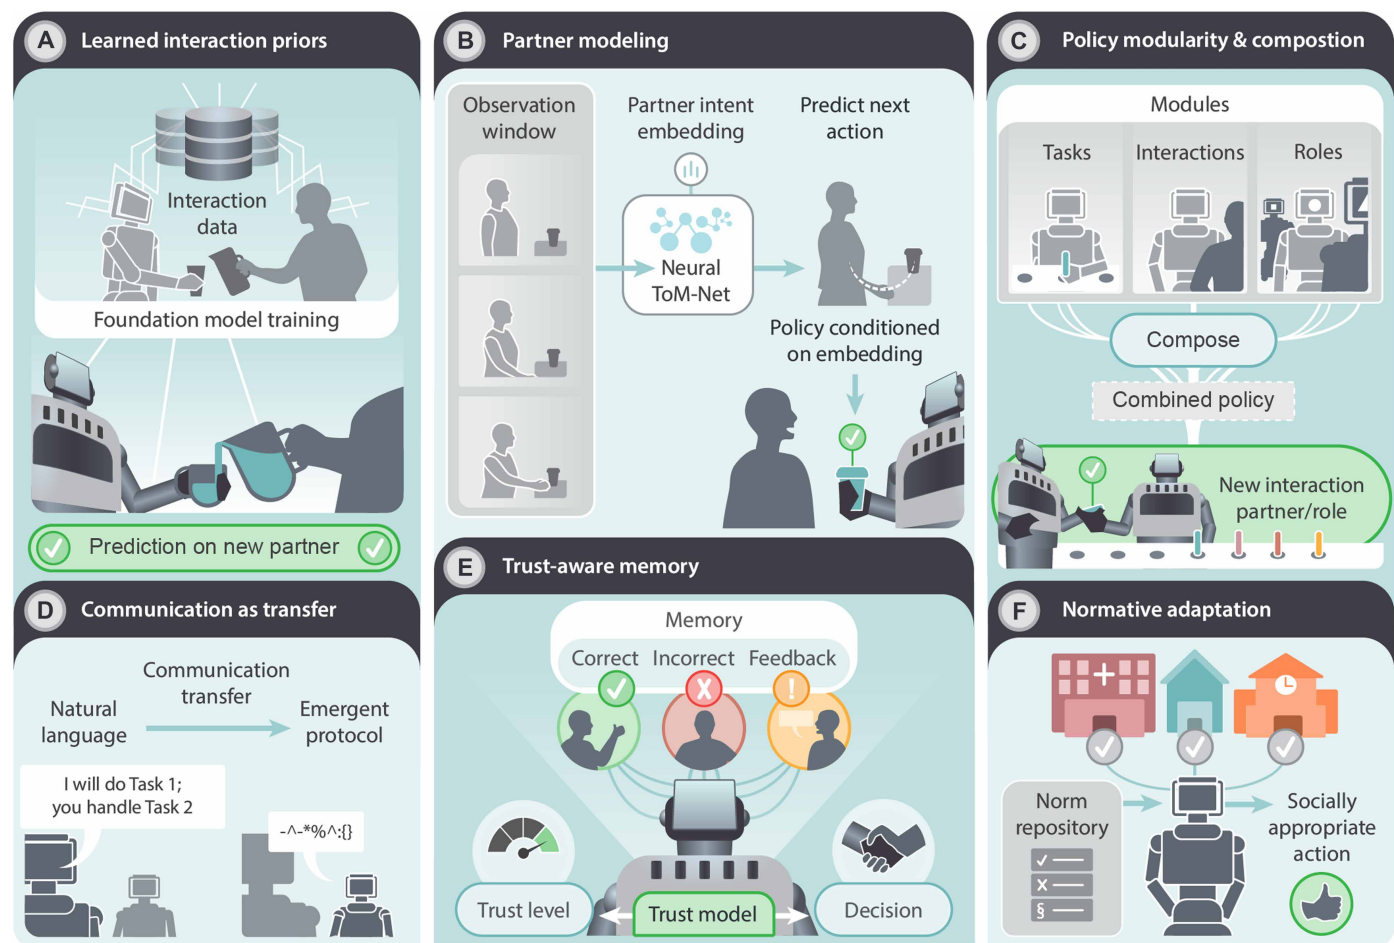 A Learned interaction priors
Interaction
data
Foundation model training
Prediction on new partner
B Partner modeling
Observation
window
Partner intent
embedding
Predict next
action
Neural
ToM-Net
Policy conditioned
on embedding
C Policy modularity & compostion
Modules
Tasks
Interactions
Roles
Compose
Combined policy
New interaction
partner/role
D Communication as transfer
Communication
transfer
Natural
language
Emergent
protocol
I will do Task 1;
you handle Task 2
-^-*%^:{}
E Trust-aware memory
Memory
Correct
Incorrect
Feedback
X
!
Trust level
Trust model
Decision
F Normative adaptation
Norm
repository
X
§
Socially
appropriate
action